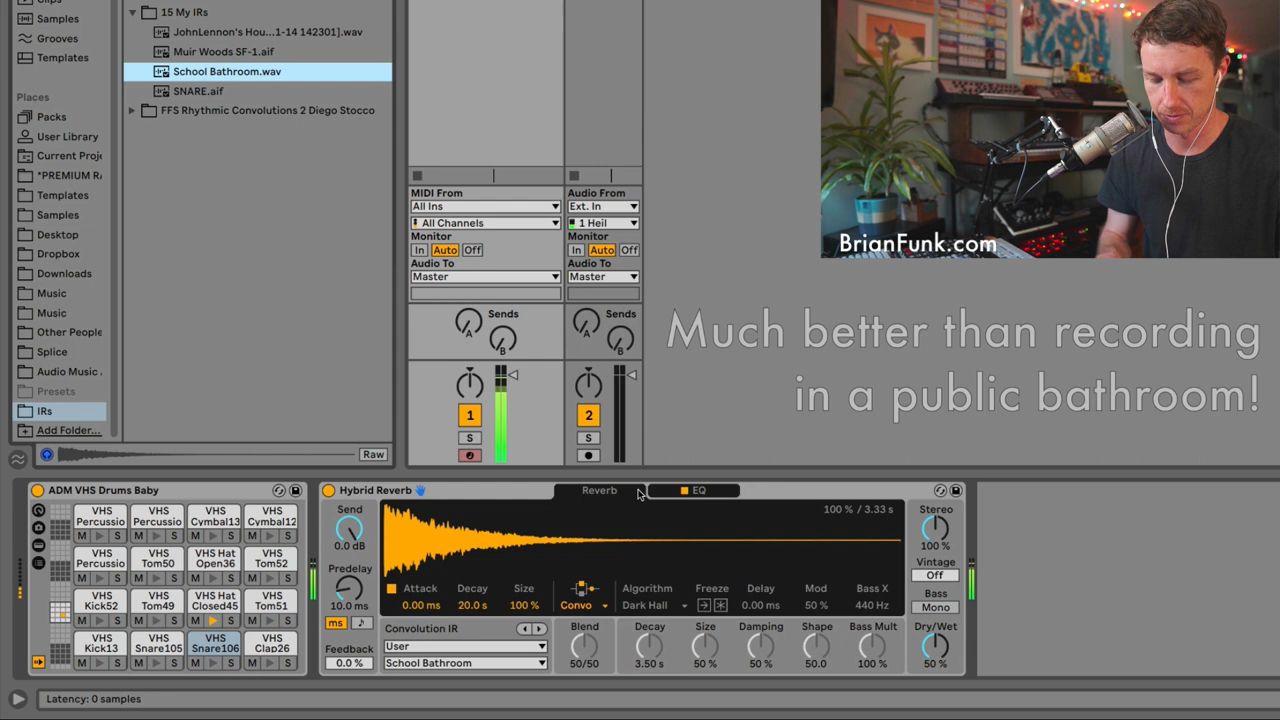 Samples
Grooves
Templates
Places
Packs
User Library
Current Proje
*PREMIUM RA
Templates
Samples
Desktop
Dropbox
Downloads
Music
Music
Other People
Splice
Audio Music
Presets
IRs
Add Folder...
15 My IRs
JohnLennon's Hou...1-14 142301].wav
Muir Woods SF-1.aif
School Bathroom.wav
SNARE.aif
FFS Rhythmic Convolutions 2 Diego Stocco
Raw
MIDI From
All Ins
All Channels
Monitor
In Auto Off
Audio To
Master
Sends
A
B
1
S
Audio From
Ext. In
1 Heil
Monitor
In Auto Off
Audio To
Master
Sends
A
B
2
S
BrianFunk.com
Much better than recording
in a public bathroom!
ADM VHS Drums Baby
VHS Percussio VHS Percussio VHS Cymbal13 VHS Cymbal12
M S M S M S M S
VHS Percussio VHS Tom50 VHS Hat Open36 VHS Tom52
M S M S M S M S
VHS Kick52 VHS Tom49 VHS Hat Closed45 VHS Tom51
M S M S M S M S
VHS Kick13 VHS Snare105 VHS Snare106 VHS Clap26
M S M S M S M S
Hybrid Reverb
Reverb
EQ
Send
0.0 dB
Predelay
10.0 ms
ms
Feedback
0.0 %
100 % / 3.33 s
Attack Decay Size Algorithm Freeze Delay Mod Bass X
0.00 ms 20.0 s 100 % Convo Dark Hall 0.00 ms 50 % 440 Hz
Convolution IR
User
School Bathroom
Blend Decay Size Damping Shape Bass Mult
50/50 3.50 s 50 % 50 % 50.0 100 %
Stereo
100 %
Vintage
Off
Bass
Mono
Dry/Wet
50 %
Latency: 0 samples